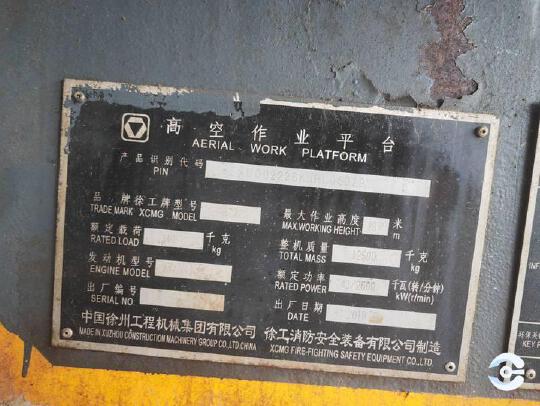 高空作业平台
AERIAL WORK PLATFORM
产品识别代码
PIN
品牌徐工牌型号
TRADE MARK XCMG MODEL
最大作业高度 米
MAX.WORKING HEIGHT m
额定载荷 千克
RATED LOAD kg
整机质量 12500 千克
TOTAL MASS kg
发动机型号
ENGINE MODEL
额定功率 千瓦(转/分钟)
RATED POWER /2600 kW(r/min)
出厂编号
SERIAL NO
出厂日期
DATE
中国徐州工程机械集团有限公司 徐工消防安全装备有限公司制造
MADE IN XUZHOU CONSTRUCTION MACHINERY GROUP CO.,LTD.CHINA XCMG FIRE-FIGHTING SAFETY EQUIPMENT CO.,LTD
INF
KEY F